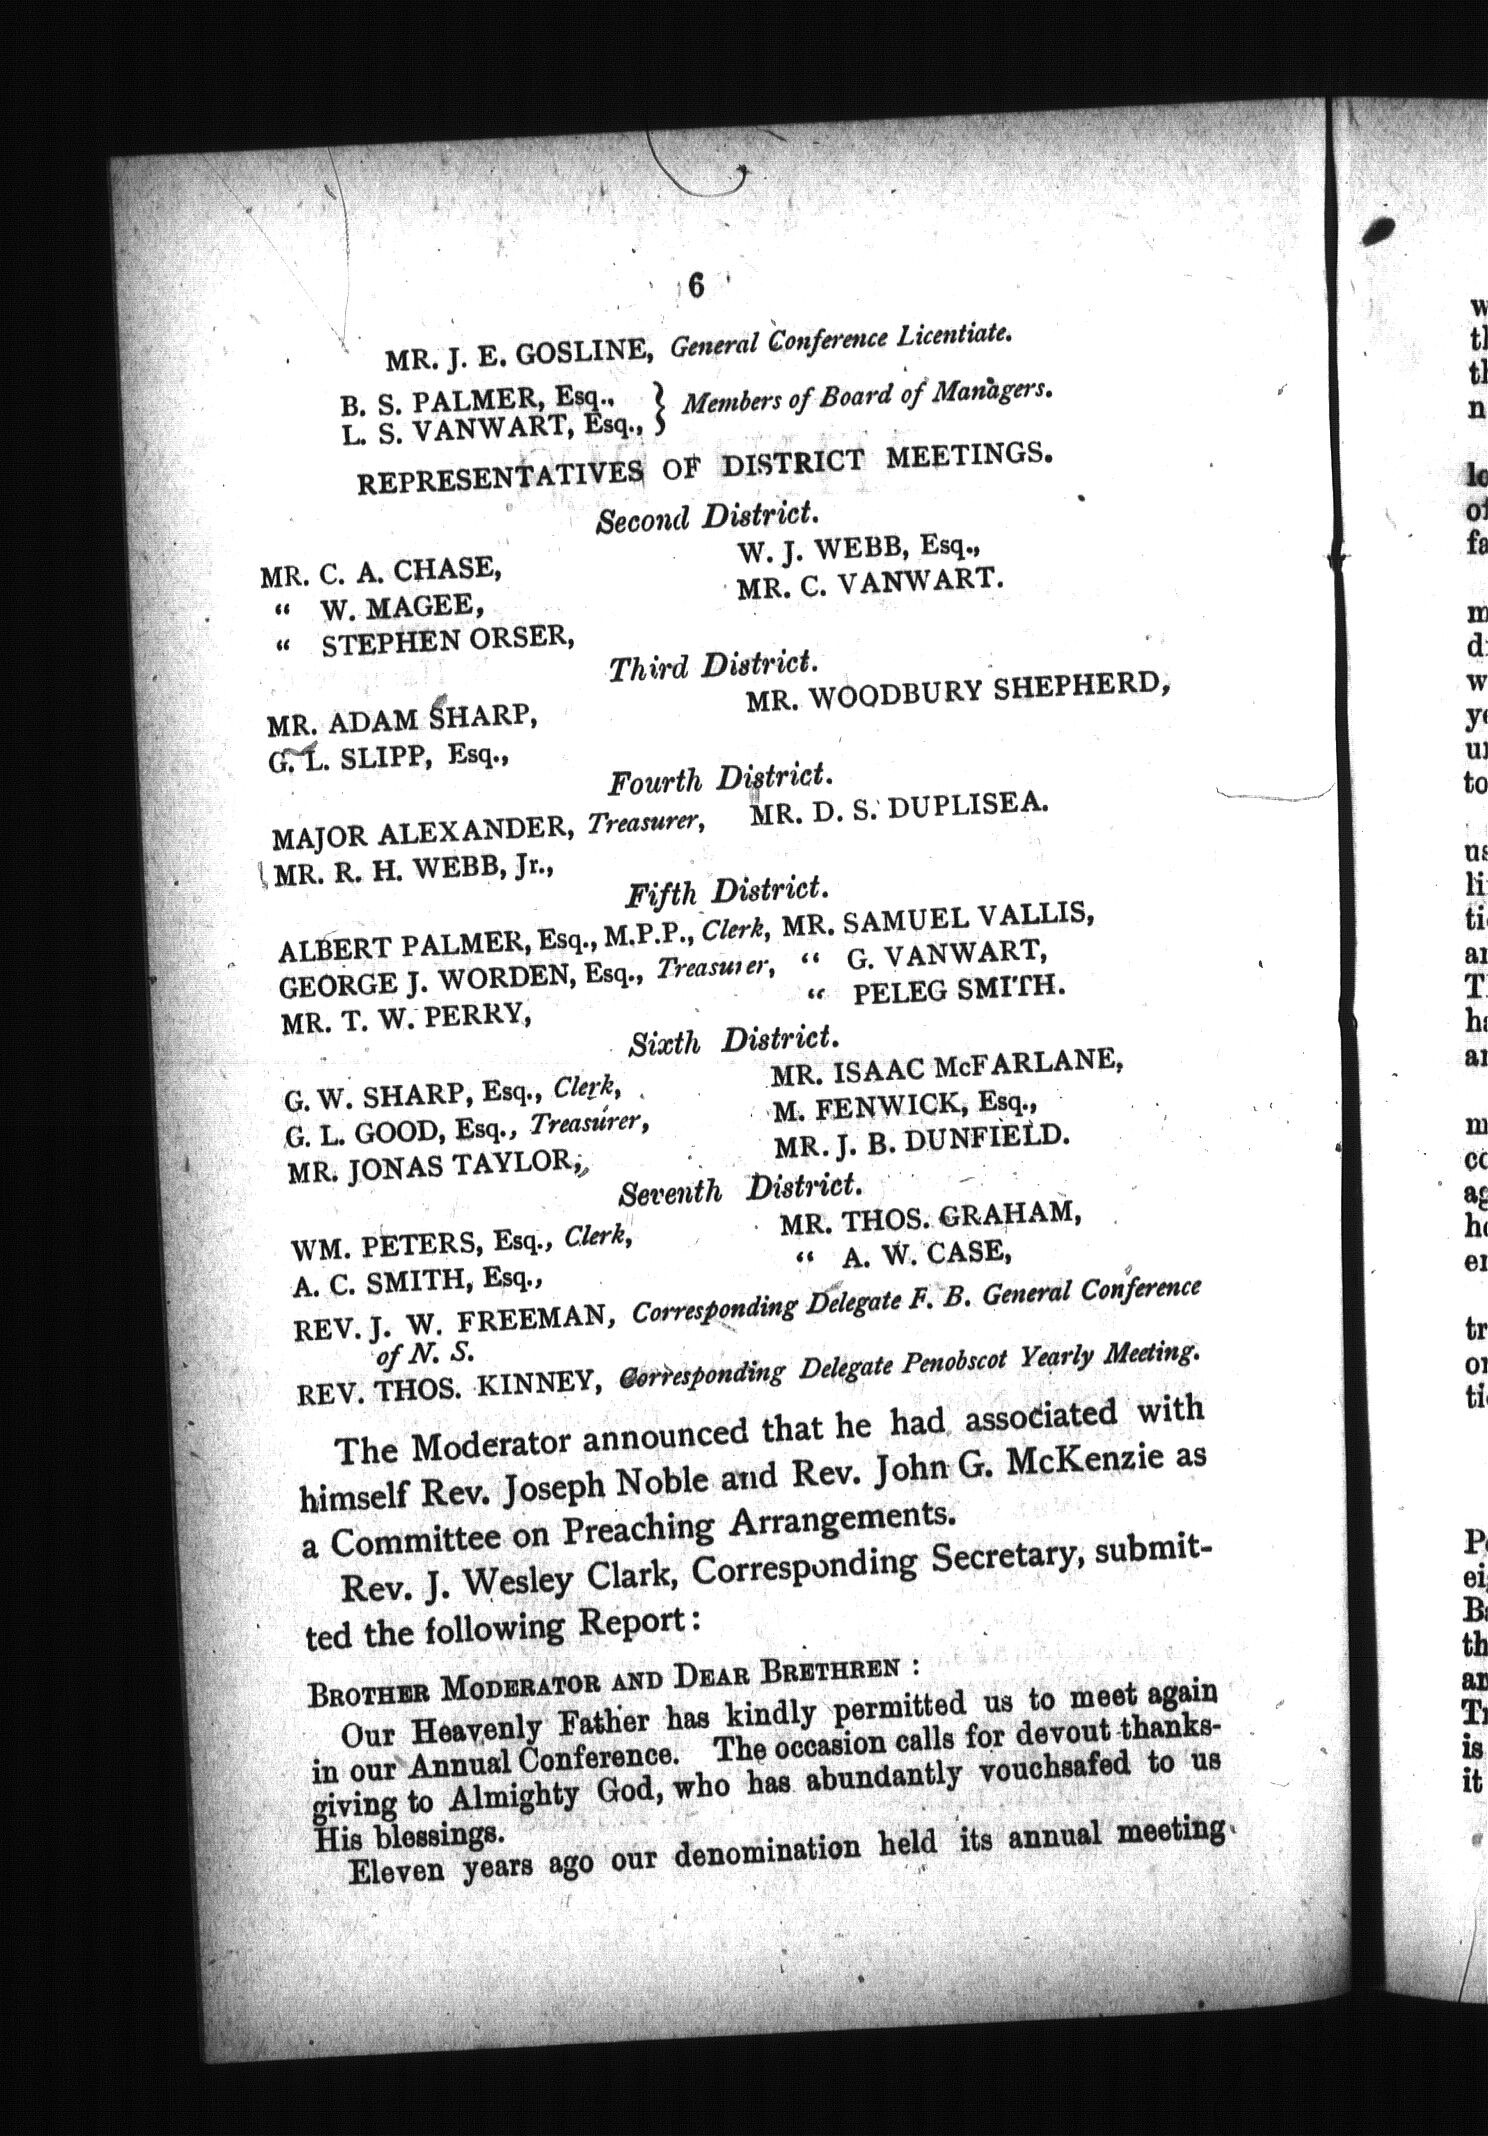 6
MR. J. E. GOSLINE, General Conference Licentiate.
B. S. PALMER, Esq., } Members of Board of Managers.
L. S. VANWART, Esq.,
REPRESENTATIVES OF DISTRICT MEETINGS.
Second District.
MR. C. A. CHASE, W. J. WEBB, Esq.,
“ W. MAGEE, MR. C. VANWART.
“ STEPHEN ORSER,
Third District.
MR. ADAM SHARP, MR. WOODBURY SHEPHERD,
G. L. SLIPP, Esq.,
Fourth District.
MAJOR ALEXANDER, Treasurer, MR. D. S. DUPLISEA.
MR. R. H. WEBB, Jr.,
Fifth District.
ALBERT PALMER, Esq., M.P.P., Clerk, MR. SAMUEL VALLIS,
GEORGE J. WORDEN, Esq., Treasurer, “ G. VANWART,
MR. T. W. PERRY, “ PELEG SMITH.
Sixth District.
G. W. SHARP, Esq., Clerk, MR. ISAAC McFARLANE,
G. L. GOOD, Esq., Treasurer, M. FENWICK, Esq.,
MR. JONAS TAYLOR, MR. J. B. DUNFIELD.
Seventh District.
WM. PETERS, Esq., Clerk, MR. THOS. GRAHAM,
A. C. SMITH, Esq., “ A. W. CASE,
REV. J. W. FREEMAN, Corresponding Delegate F. B. General Conference
of N. S.
REV. THOS. KINNEY, Corresponding Delegate Penobscot Yearly Meeting.
The Moderator announced that he had associated with
himself Rev. Joseph Noble and Rev. John G. McKenzie as
a Committee on Preaching Arrangements.
Rev. J. Wesley Clark, Corresponding Secretary, submit-
ted the following Report:
BROTHER MODERATOR AND DEAR BRETHREN :
Our Heavenly Father has kindly permitted us to meet again
in our Annual Conference. The occasion calls for devout thanks-
giving to Almighty God, who has abundantly vouchsafed to us
His blessings.
Eleven years ago our denomination held its annual meeting